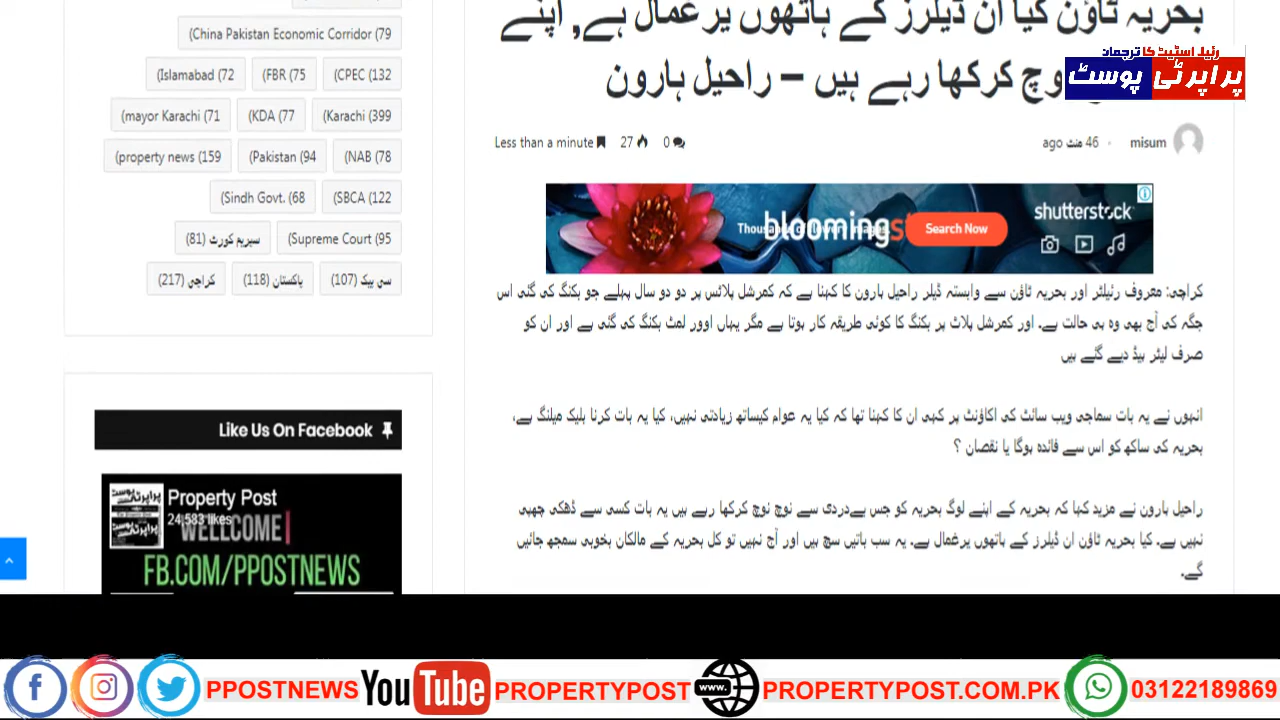 China Pakistan Economic Corridor (79)
Islamabad (72)
FBR (75)
CPEC (132)
mayor Karachi (71)
KDA (77)
Karachi (399)
property news (159)
Pakistan (94)
NAB (78)
Sindh Govt. (68)
SBCA (122)
سپریم کورٹ (81)
Supreme Court (95)
کراچی (217)
پاکستان (118)
سی پیک (107)
Like Us On Facebook
Property Post
24,583 likes
WELLCOME
FB.COM/PPOSTNEWS
بحریہ ٹاؤن کیا ان ڈیلرز کے ہاتھوں یرغمال ہے, اپنے
نوچ کرکھا رہے ہیں – راحیل ہارون
رئیل اسٹیٹ کا ترجمان
پراپرٹی پوسٹ
misum
46 منٹ ago
0
27
Less than a minute
shutterstock
Search Now
کراچی: معروف رئیلٹر اور بحریہ ٹاؤن سے وابستہ ڈیلر راحیل ہارون کا کہنا ہے کہ کمرشل پلاٹس پر دو دو سال پہلے جو بکنگ کی گئی اس
جگہ کی آج بھی وہ ہی حالت ہے۔ اور کمرشل پلاٹ پر بکنگ کا کوئی طریقہ کار ہوتا ہے مگر یہاں اوور لمٹ بکنگ کی گئی ہے اور ان کو
صرف لیٹر ہیڈ دیے گئے ہیں
انہوں نے یہ بات سماجی ویب سائٹ کی اکاؤنٹ پر کہی ان کا کہنا تھا کہ کیا یہ عوام کیساتھ زیادتی نہیں، کیا یہ بات کرنا بلیک میلنگ ہے،
بحریہ کی ساکھ کو اس سے فائدہ ہوگا یا نقصان ؟
راحیل ہارون نے مزید کہا کہ بحریہ کے اپنے لوگ بحریہ کو جس بےدردی سے نوچ نوچ کرکھا رہے ہیں یہ بات کسی سے ڈھکی چھپی
نہیں ہے۔ کیا بحریہ ٹاؤن ان ڈیلرز کے ہاتھوں یرغمال ہے۔ یہ سب باتیں سچ ہیں اور آج نہیں تو کل بحریہ کے مالکان بخوبی سمجھ جائیں
گے۔
PPOSTNEWS
YouTube
PROPERTYPOST
www.
PROPERTYPOST.COM.PK
03122189869